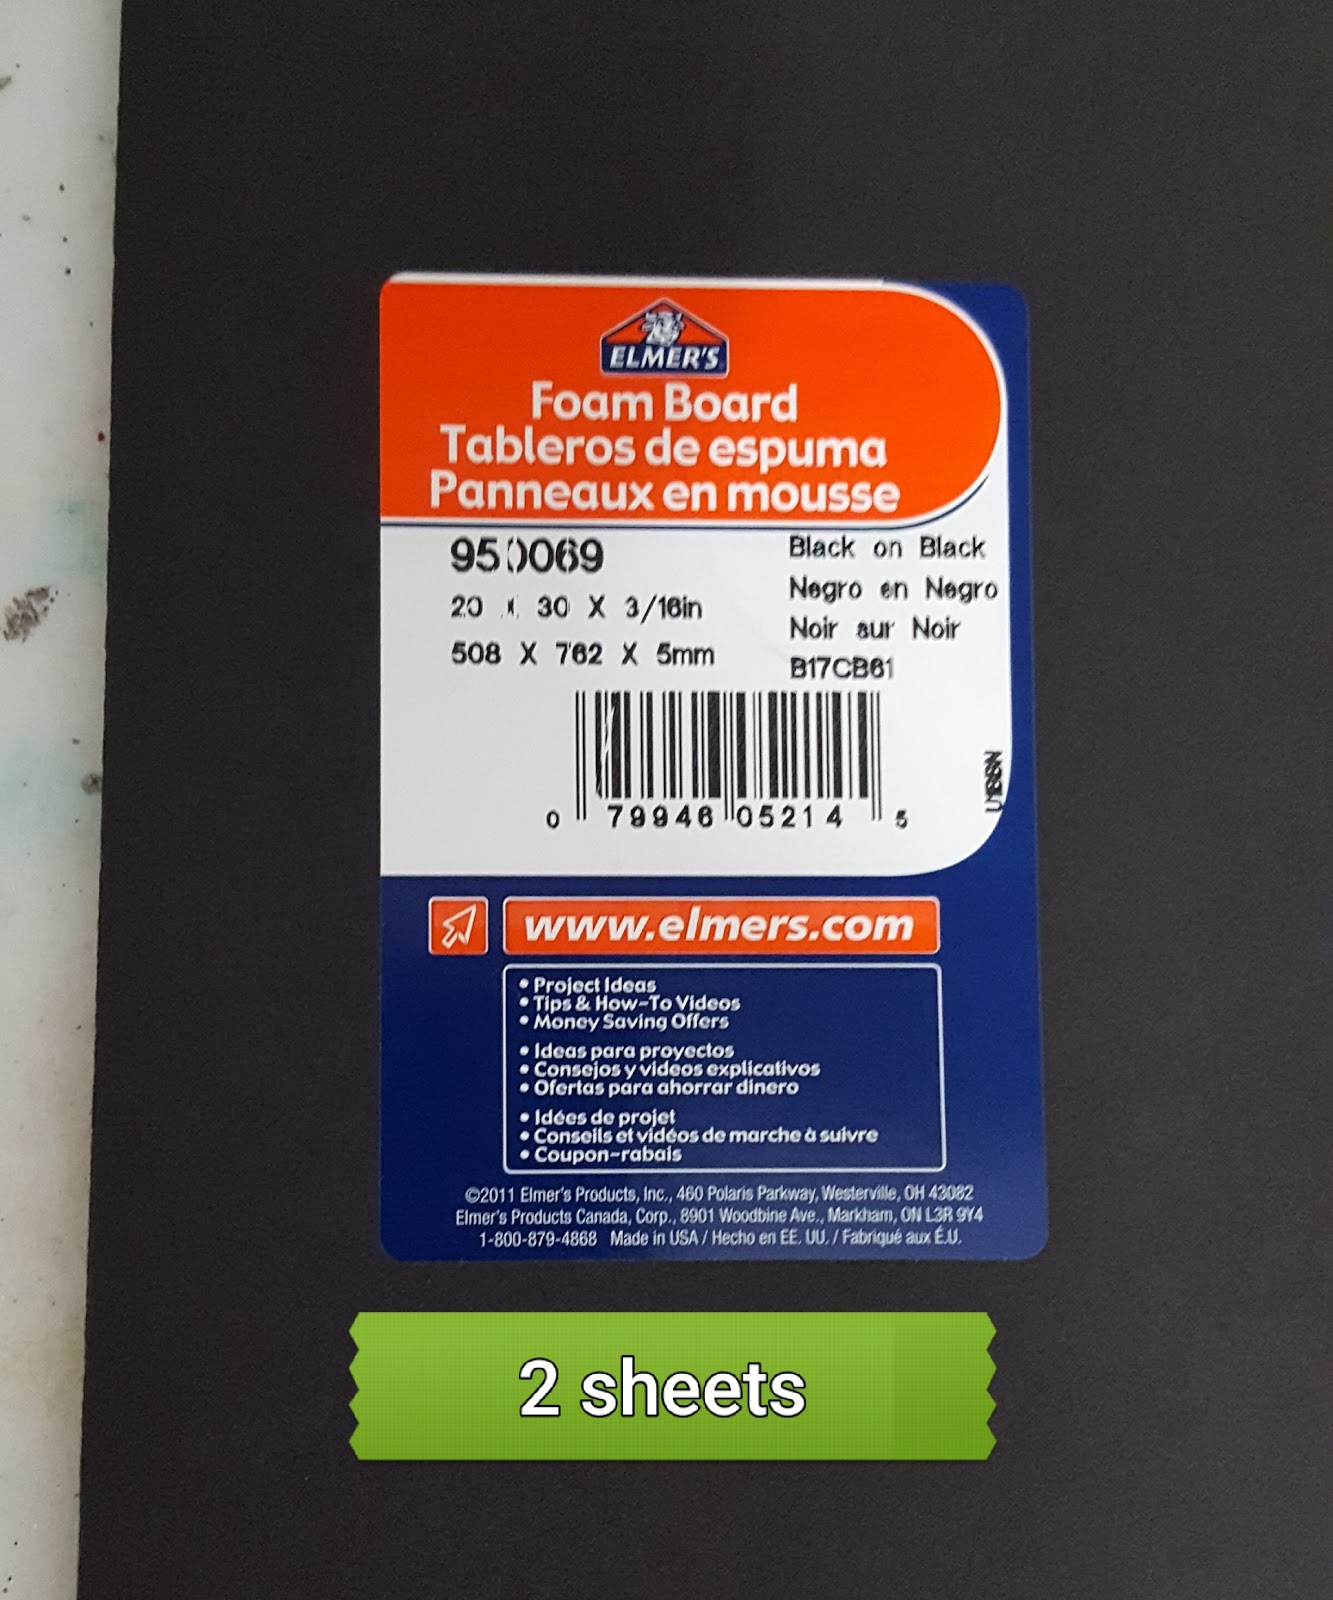 ELMER'S
Foam Board
Tableros de espuma
Panneaux en mousse
950069
20 X 30 X 3/16in
508 X 762 X 5mm
Black on Black
Negro en Negro
Noir sur Noir
B17CB61
0 79946 05214 5
www.elmers.com
• Project Ideas
• Tips & How-To Videos
• Money Saving Offers
• Ideas para proyectos
• Consejos y videos explicativos
• Ofertas para ahorrar dinero
• Idées de projet
• Conseils et vidéos de marche à suivre
• Coupon-rabais
©2011 Elmer's Products, Inc., 460 Polaris Parkway, Westerville, OH 43082
Elmer's Products Canada, Corp., 8901 Woodbine Ave., Markham, ON L3R 9Y4
1-800-879-4868 Made in USA / Hecho en EE. UU. / Fabriqué aux É.U.
2 sheets